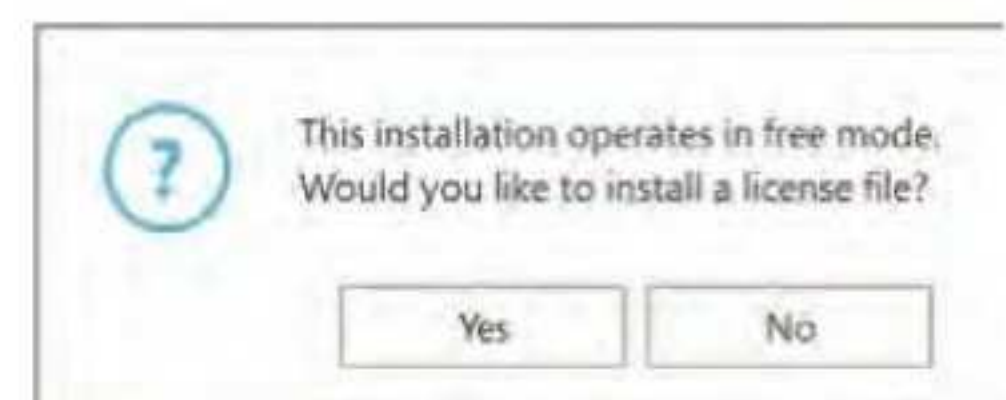 ?
This installation operates in free mode.
Would you like to install a license file?
Yes
No